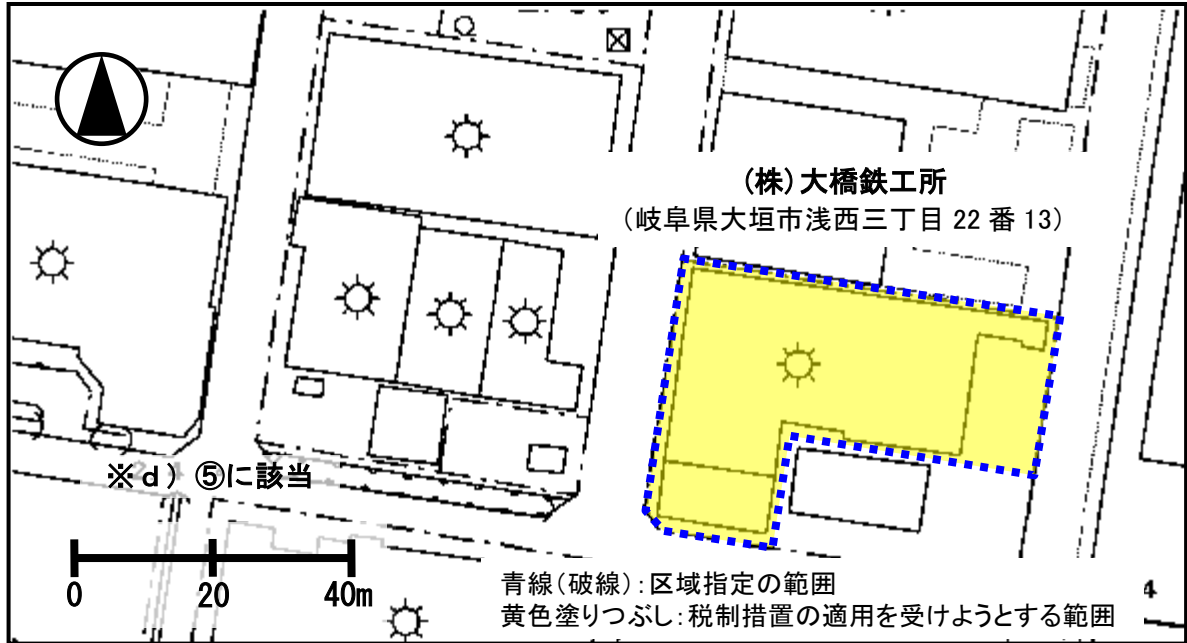 (株)大橋鉄工所
(岐阜県大垣市浅西三丁目 22 番 13)
※d) ⑤に該当
0 20 40m
青線(破線):区域指定の範囲
黄色塗りつぶし:税制措置の適用を受けようとする範囲
4